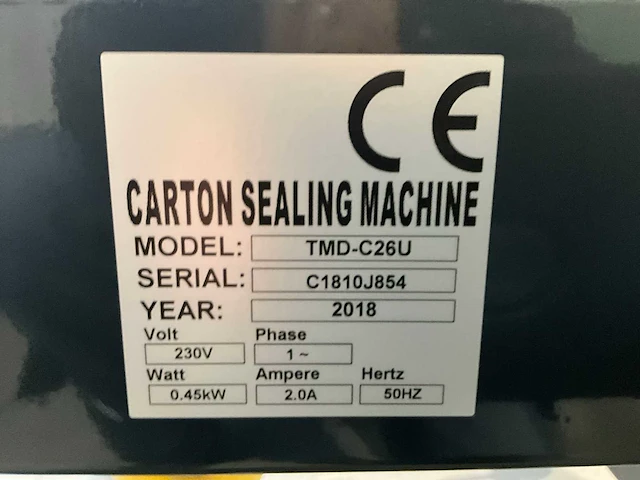 CE
CARTON SEALING MACHINE
MODEL: TMD-C26U
SERIAL: C1810J854
YEAR: 2018
Volt Phase
230V 1~
Watt Ampere Hertz
0.45kW 2.0A 50HZ